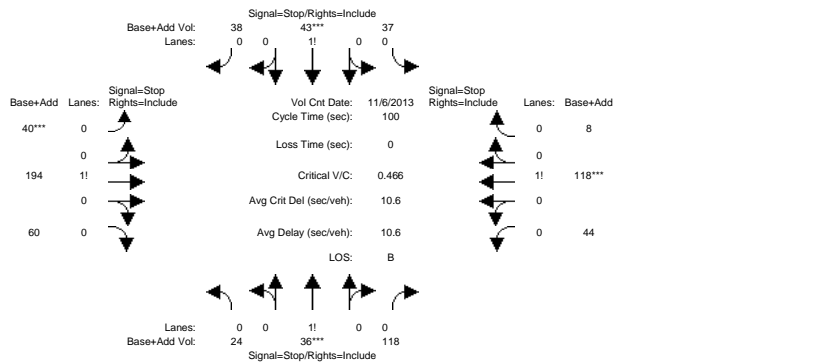 Signal=Stop/Rights=Include
Base+Add Vol: 38 43*** 37
Lanes: 0 0 1! 0 0
Signal=Stop Signal=Stop
Base+Add Lanes: Rights=Include Vol Cnt Date: 11/6/2013 Rights=Include Lanes: Base+Add
Cycle Time (sec): 100
40*** 0 0 8
Loss Time (sec): 0
0 0
194 1! Critical V/C: 0.466 1! 118***
0 Avg Crit Del (sec/veh): 10.6 0
60 0 Avg Delay (sec/veh): 10.6 0 44
LOS: B
Lanes: 0 0 1! 0 0
Base+Add Vol: 24 36*** 118
Signal=Stop/Rights=Include